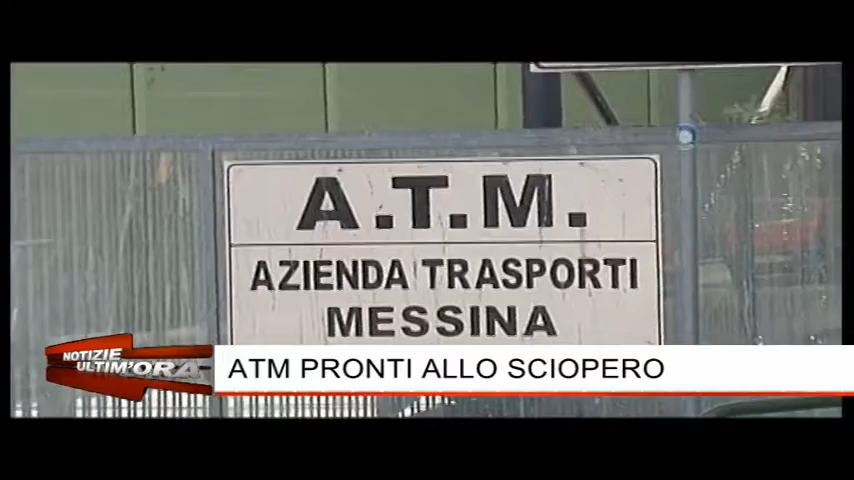 A.T.M.
AZIENDA TRASPORTI
MESSINA
NOTIZIE
ULTIM'ORA
ATM PRONTI ALLO SCIOPERO